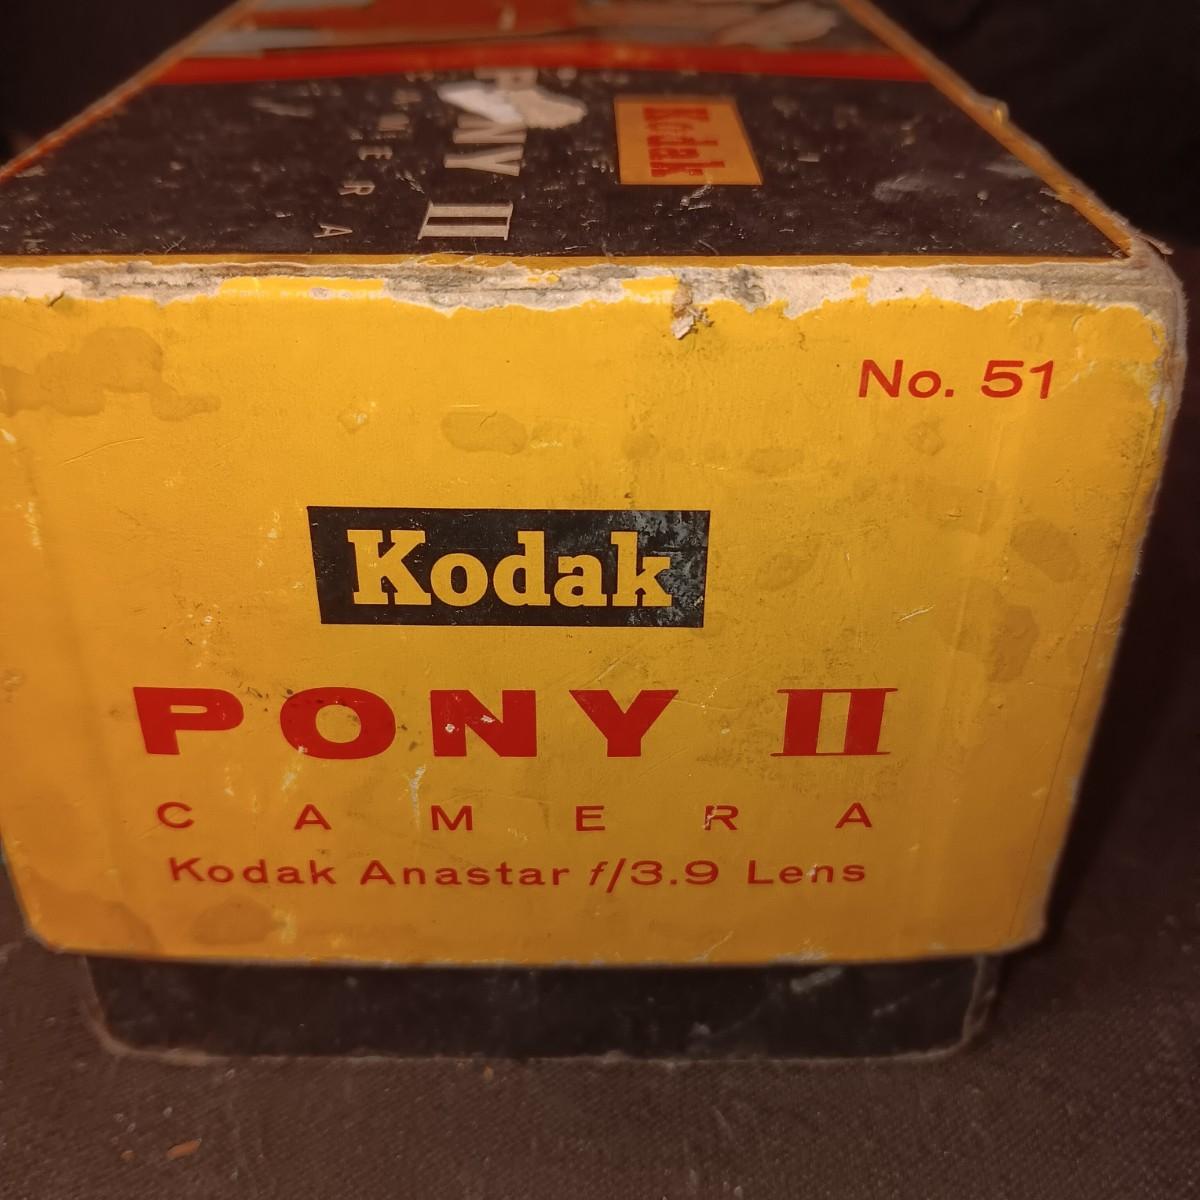 PONY II
CAMERA
Kodak
No. 51
Kodak
PONY II
CAMERA
Kodak Anastar f/3.9 Lens